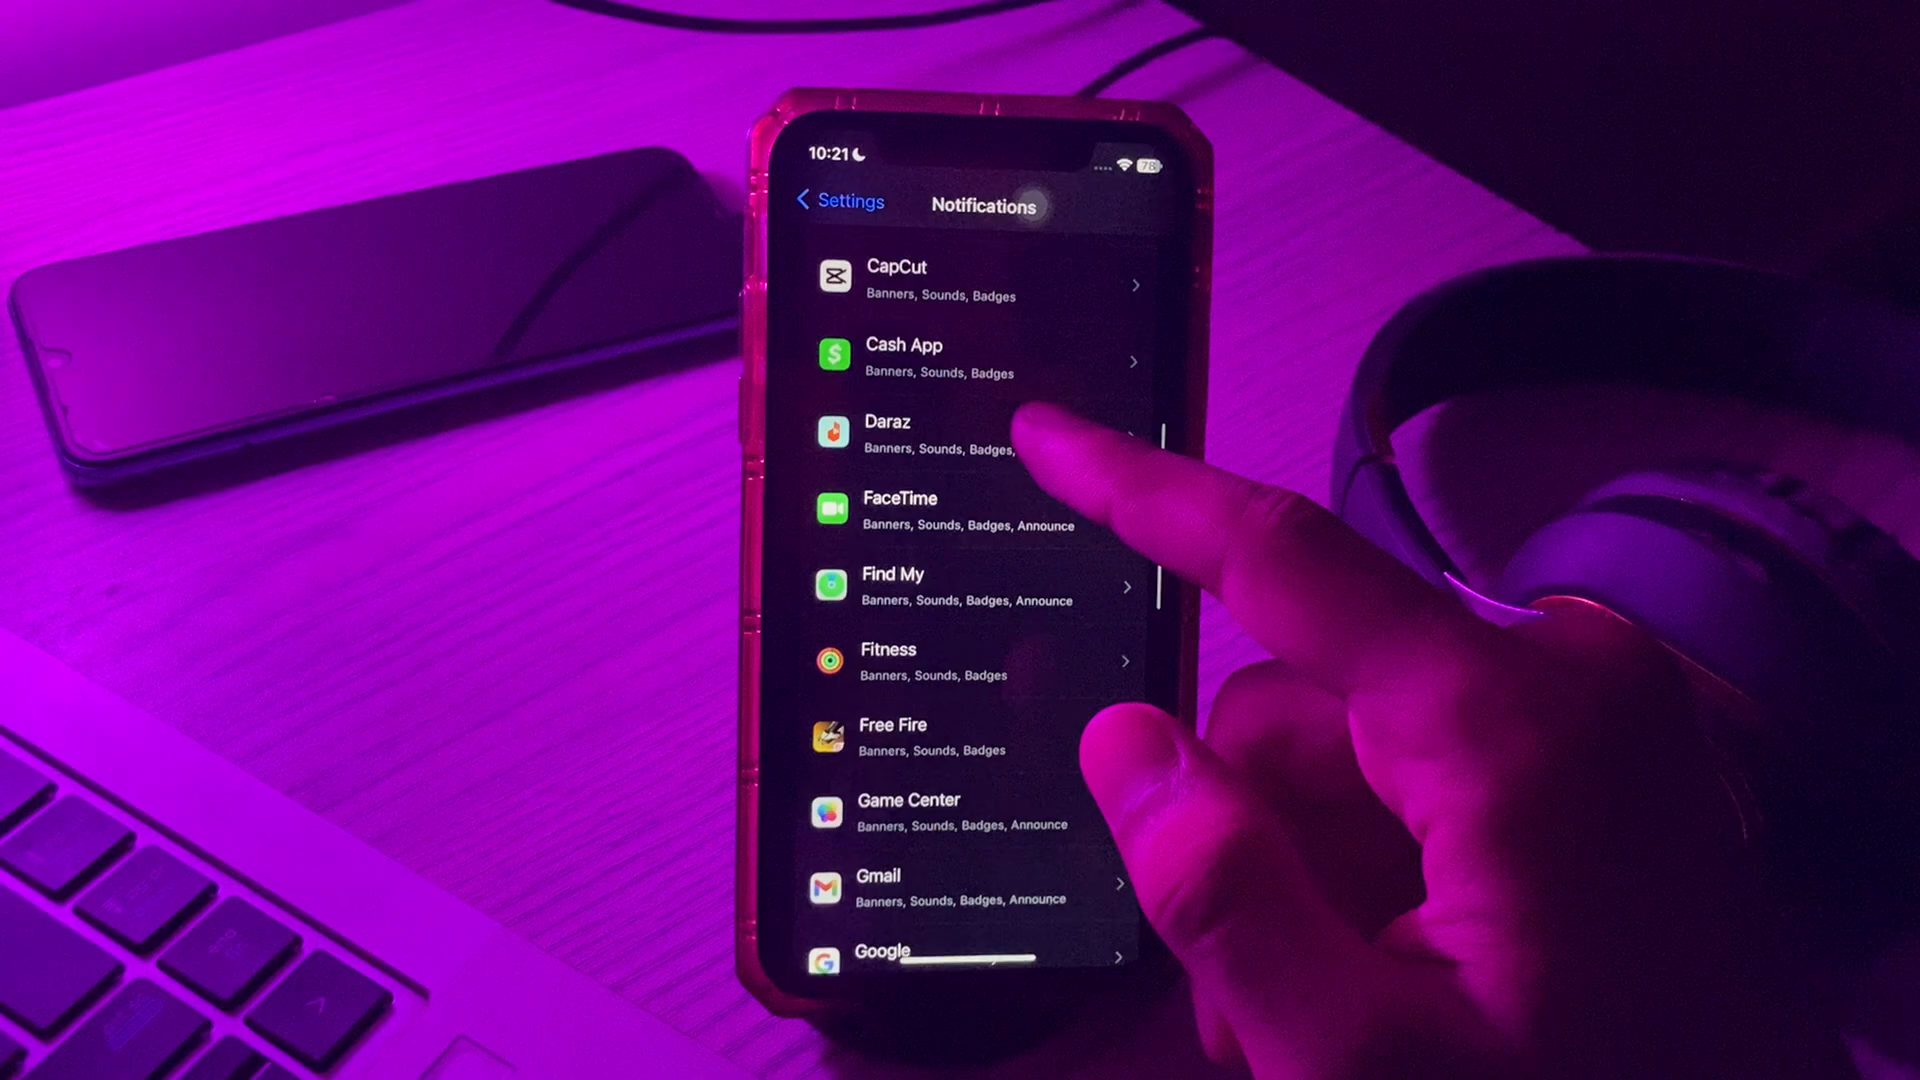 10:21
78
Settings
Notifications
CapCut
Banners, Sounds, Badges
Cash App
Banners, Sounds, Badges
Daraz
Banners, Sounds, Badges,
FaceTime
Banners, Sounds, Badges, Announce
Find My
Banners, Sounds, Badges, Announce
Fitness
Banners, Sounds, Badges
Free Fire
Banners, Sounds, Badges
Game Center
Banners, Sounds, Badges, Announce
Gmail
Banners, Sounds, Badges, Announce
Google